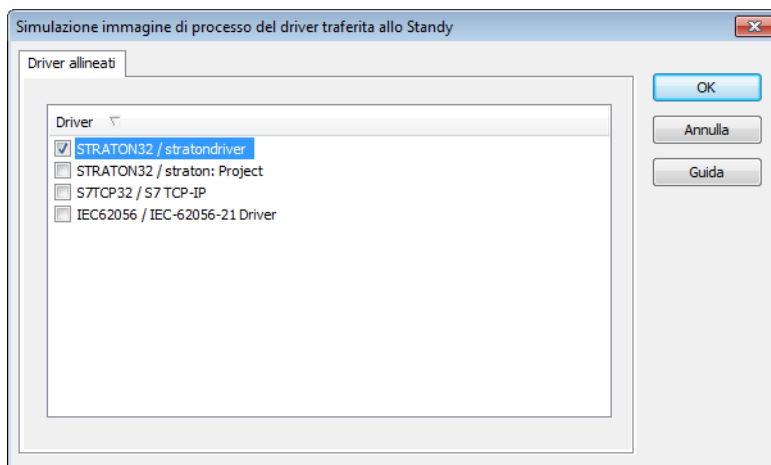 Simulazione immagine di processo del driver traferita allo Standy
Driver allineati
Driver
STRATON32 / stratondriver
STRATON32 / straton: Project
S7TCP32 / S7 TCP-IP
IEC62056 / IEC-62056-21 Driver
OK
Annulla
Guida